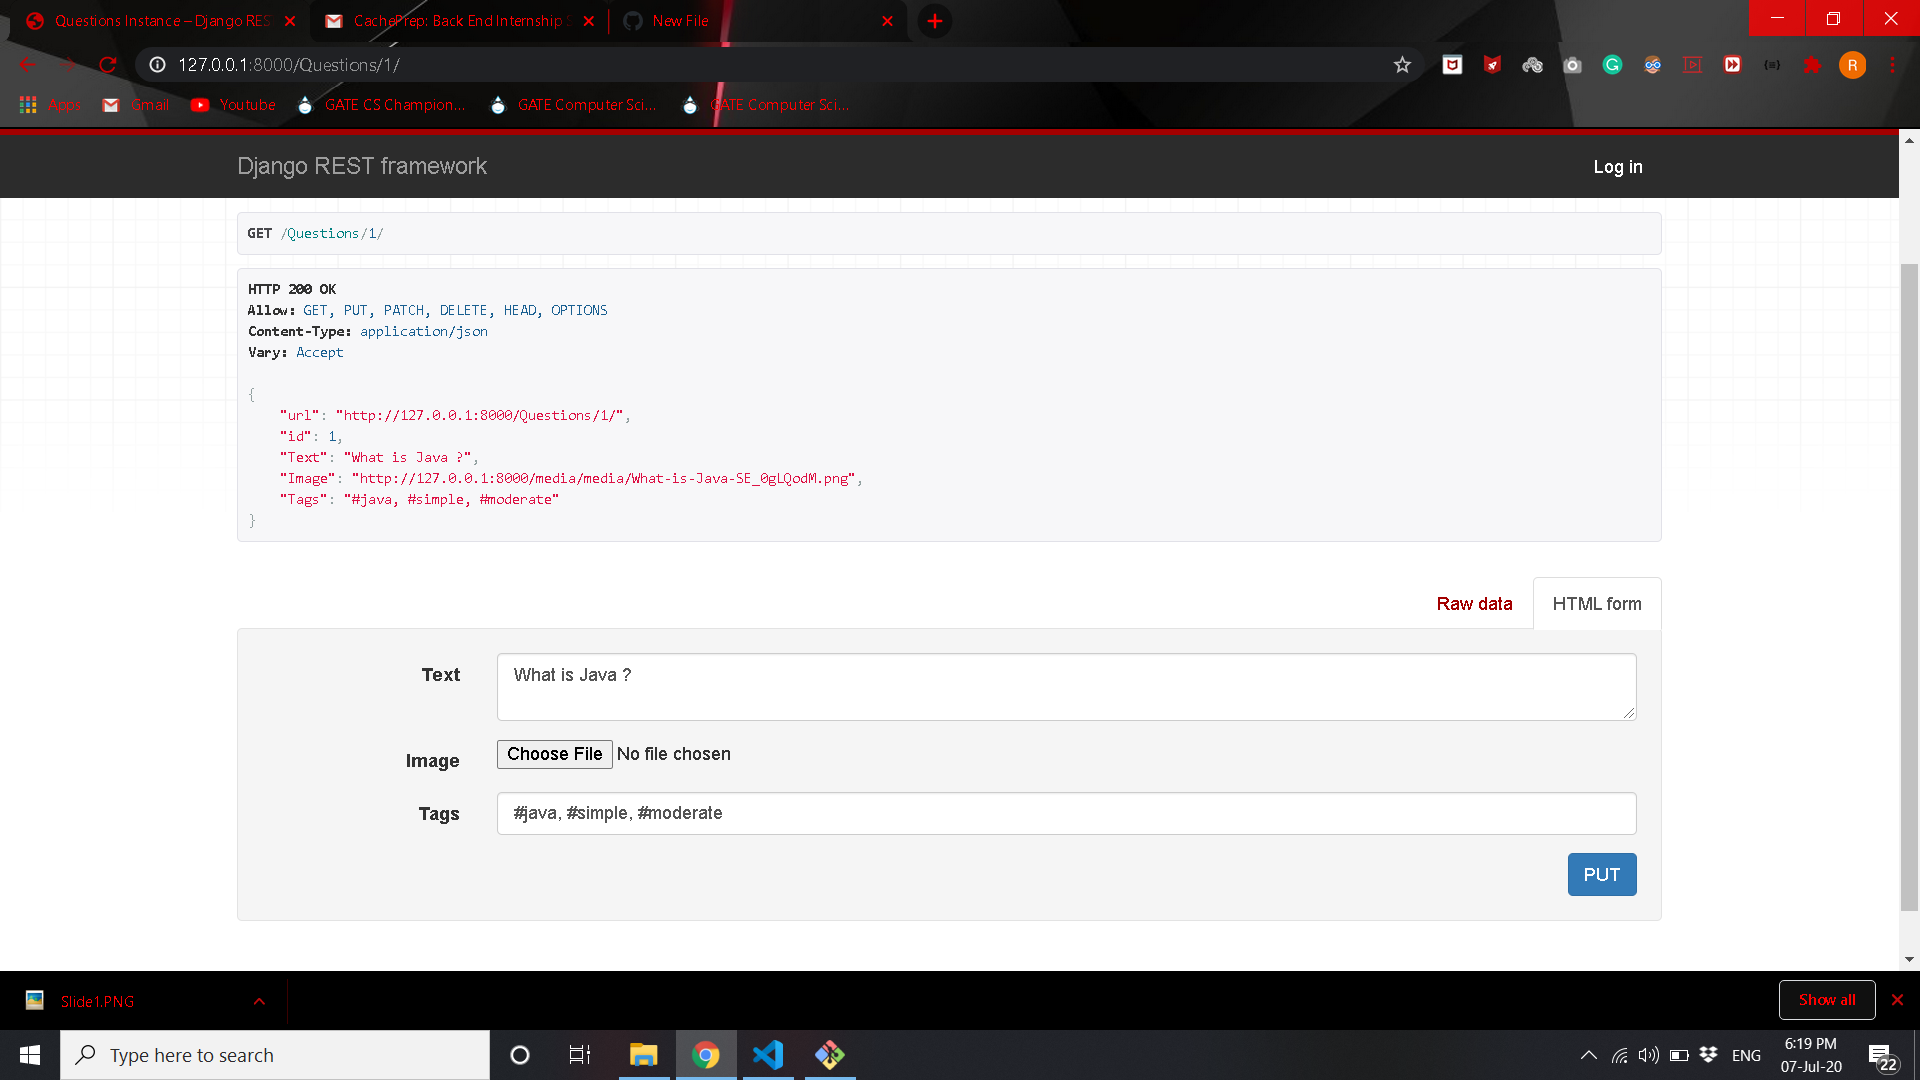 Questions Instance – Django RES
CachePrep: Back End Internship S
New File
127.0.0.1:8000/Questions/1/
R
Apps
Gmail
Youtube
GATE CS Champion...
GATE Computer Sci...
GATE Computer Sci...
Django REST framework
Log in
GET /Questions/1/
HTTP 200 OK
Allow: GET, PUT, PATCH, DELETE, HEAD, OPTIONS
Content-Type: application/json
Vary: Accept
{
"url": "http://127.0.0.1:8000/Questions/1/",
"id": 1,
"Text": "What is Java ?",
"Image": "http://127.0.0.1:8000/media/media/What-is-Java-SE_0gLQodM.png",
"Tags": "#java, #simple, #moderate"
}
Raw data
HTML form
Text
What is Java ?
Image
Choose File No file chosen
Tags
#java, #simple, #moderate
PUT
Slide1.PNG
Show all
Type here to search
ENG
6:19 PM
07-Jul-20
22